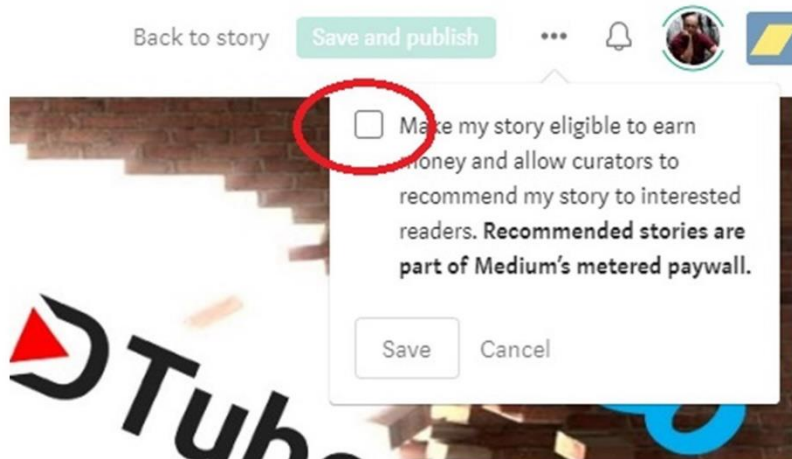 Back to story Save and publish
Make my story eligible to earn
money and allow curators to
recommend my story to interested
readers. Recommended stories are
part of Medium's metered paywall.
Save Cancel
DTube